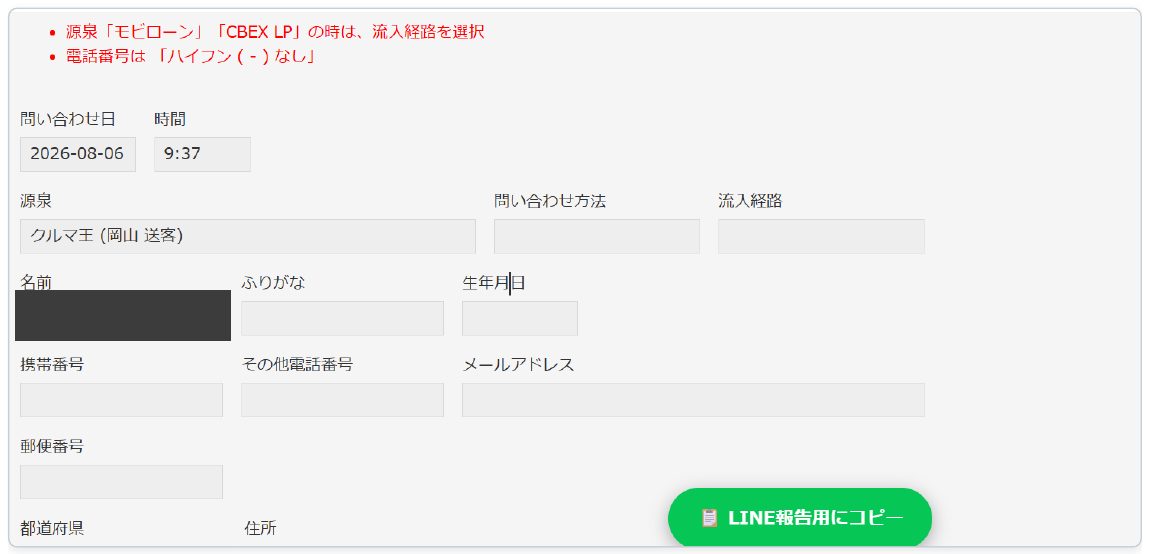 源泉「モビローン」「CBEX LP」の時は、流入経路を選択
電話番号は 「ハイフン ( - ) なし」
問い合わせ日 時間
2026-08-06 9:37
源泉 問い合わせ方法 流入経路
クルマ王 (岡山 送客)
名前 ふりがな 生年月日
携帯番号 その他電話番号 メールアドレス
郵便番号
都道府県 住所
LINE報告用にコピー